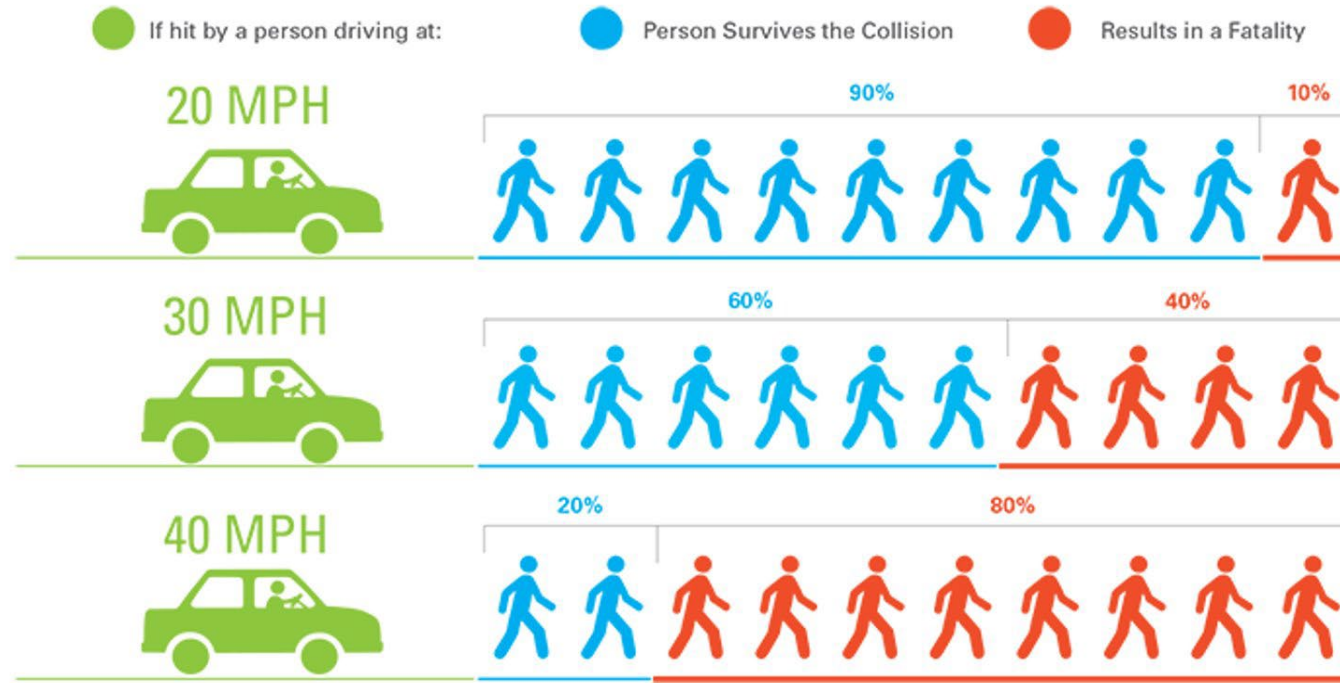 If hit by a person driving at: Person Survives the Collision Results in a Fatality
20 MPH 90% 10%
30 MPH 60% 40%
40 MPH 20% 80%